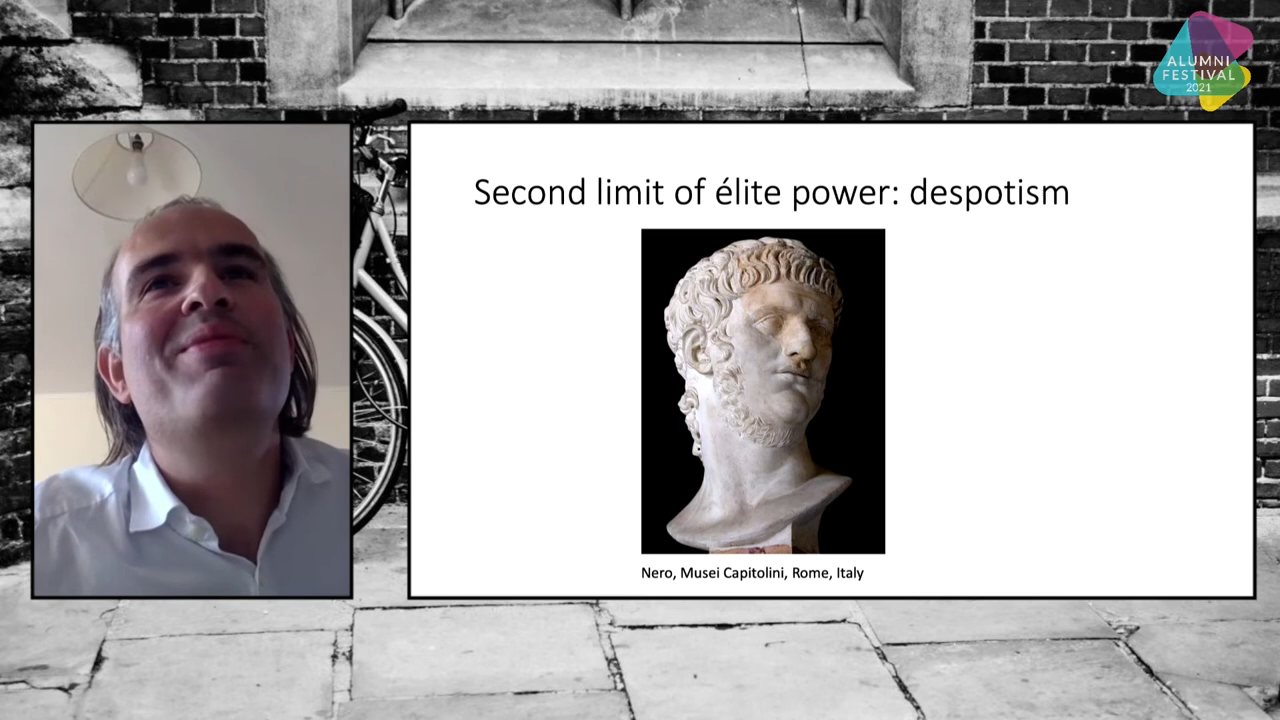 ALUMNI
FESTIVAL
2021
Second limit of élite power: despotism
Nero, Musei Capitolini, Rome, Italy